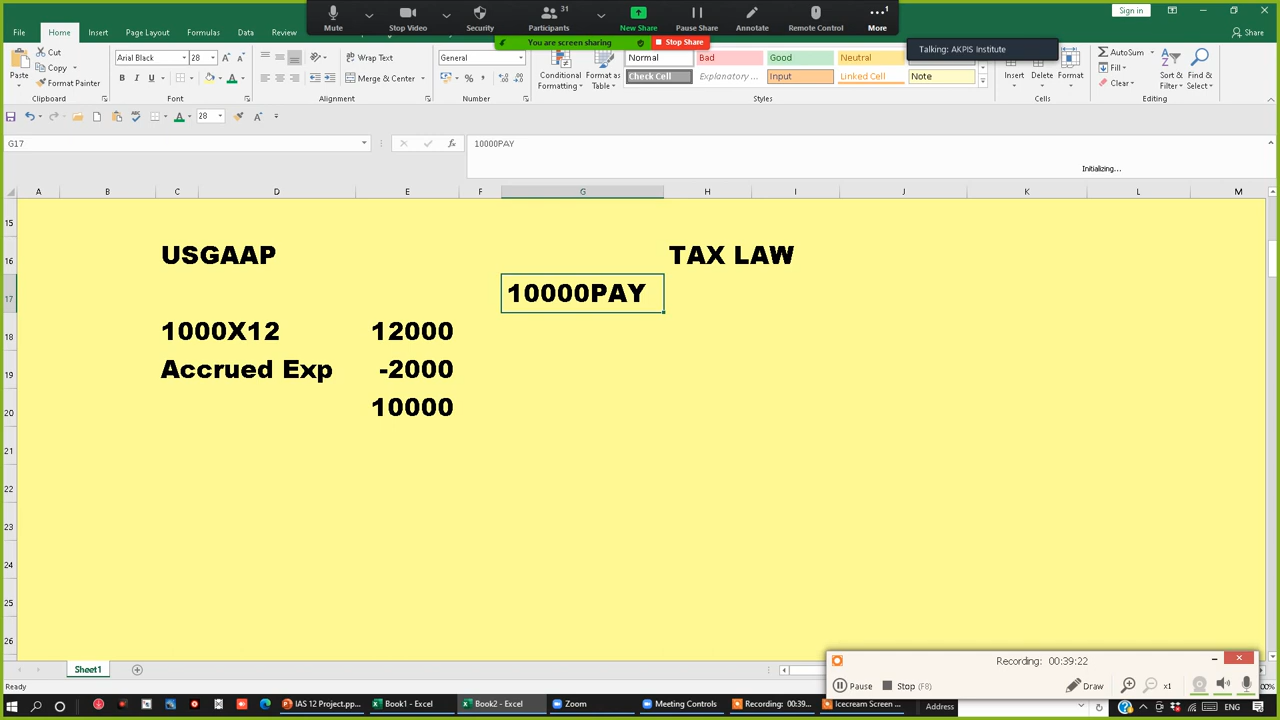 Mute
Stop Video
Security
Participants
31
New Share
Pause Share
Annotate
Remote Control
More
1
You are screen sharing
Stop Share
Talking: AKPIS Institute
Sign in
File
Home
Insert
Page Layout
Formulas
Data
Review
Share
Paste
Cut
Copy
Format Painter
Clipboard
Arial Black
28
B I U
Font
Wrap Text
Merge & Center
Alignment
General
Number
Conditional Formatting
Format as Table
Normal
Bad
Good
Neutral
Check Cell
Explanatory ...
Input
Linked Cell
Note
Styles
Insert
Delete
Format
Cells
AutoSum
Fill
Clear
Sort & Filter
Find & Select
Editing
28
G17
10000PAY
Initializing...
A B C D E F G H I J K L M
15
16 USGAAP TAX LAW
17 10000PAY
18 1000X12 12000
19 Accrued Exp -2000
20 10000
21
22
23
24
25
26
Sheet1
Ready
Recording: 00:39:22
Pause
Stop (F8)
Draw
x1
IAS 12 Project.pp...
Book1 - Excel
Book2 - Excel
Zoom
Meeting Controls
Recording: 00:39...
Icecream Screen ...
Address
ENG